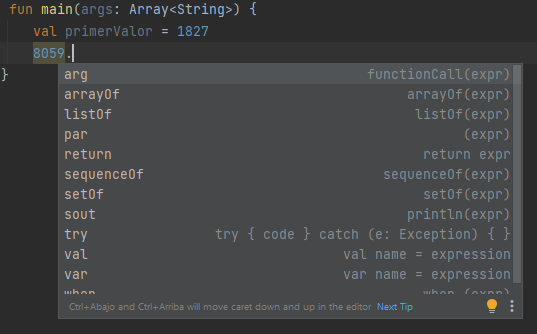 fun main(args: Array<String>) {
val primerValor = 1827
8059.
}
arg functionCall(expr)
arrayOf arrayOf(expr)
listOf listOf(expr)
par (expr)
return return expr
sequenceOf sequenceOf(expr)
setOf setOf(expr)
sout println(expr)
try try { code } catch (e: Exception) { }
val val name = expression
var var name = expression
when when (expr)
Ctrl+Abajo and Ctrl+Arriba will move caret down and up in the editor Next Tip